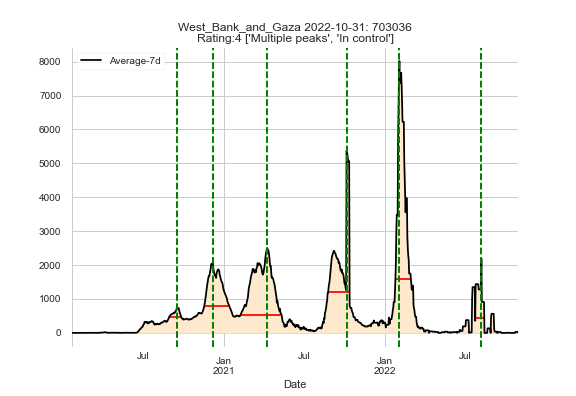 West_Bank_and_Gaza 2022-10-31: 703036
Rating:4 ['Multiple peaks', 'In control']
Average-7d
8000
7000
6000
5000
4000
3000
2000
1000
0
Jul
Jan
2021
Jul
Jan
2022
Jul
Date